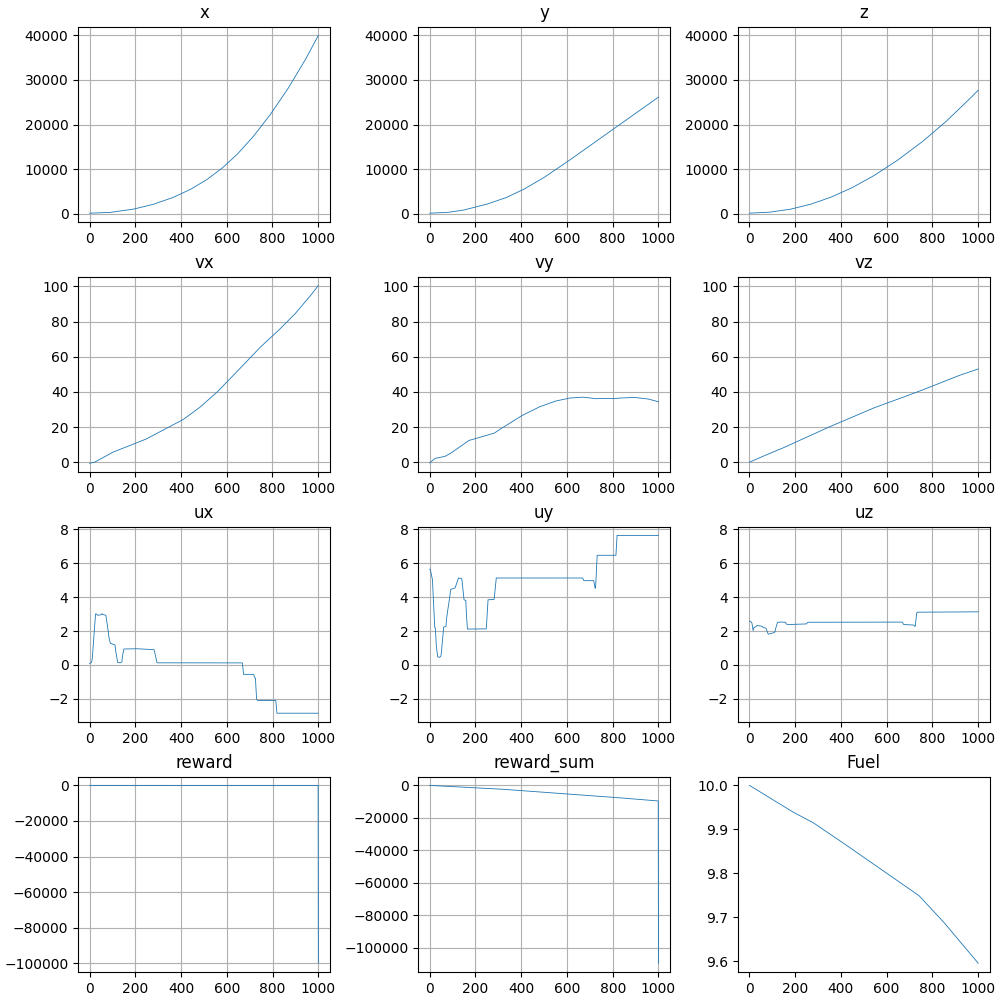 x y z
40000 40000 40000
30000 30000 30000
20000 20000 20000
10000 10000 10000
0 0 0
0 200 400 600 800 1000 0 200 400 600 800 1000 0 200 400 600 800 1000
vx vy vz
100 100 100
80 80 80
60 60 60
40 40 40
20 20 20
0 0 0
0 200 400 600 800 1000 0 200 400 600 800 1000 0 200 400 600 800 1000
ux uy uz
8 8 8
6 6 6
4 4 4
2 2 2
0 0 0
−2 −2 −2
0 200 400 600 800 1000 0 200 400 600 800 1000 0 200 400 600 800 1000
reward reward_sum Fuel
0 0 10.0
−20000 −20000 9.9
−40000 −40000 9.8
−60000 −60000 9.7
−80000 −80000 9.6
−100000 −100000
0 200 400 600 800 1000 0 200 400 600 800 1000 0 200 400 600 800 1000